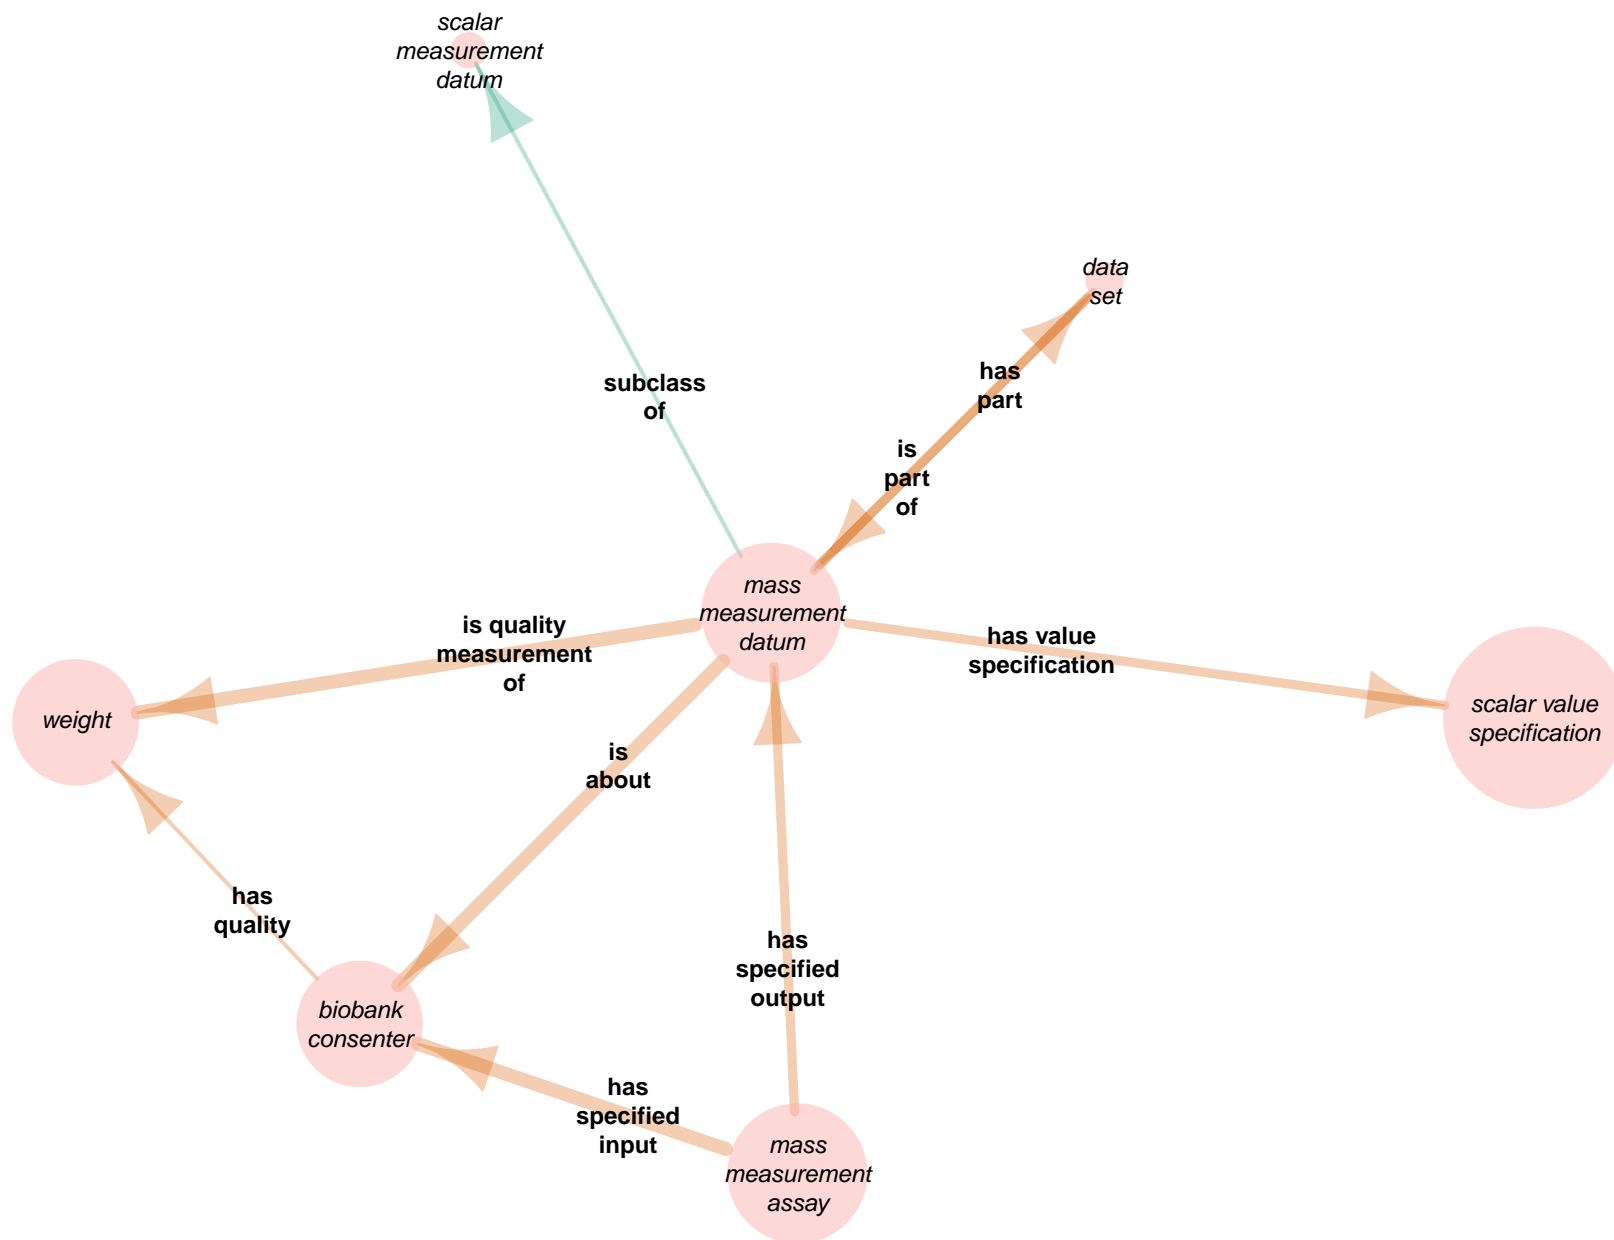 scalar
measurement
datum
data
set
has
part
subclass
of
is
part
of
mass
measurement
datum
is quality
measurement
of
has value
specification
weight
scalar value
specification
is
about
has
quality
has
specified
output
biobank
consenter
has
specified
input
mass
measurement
assay